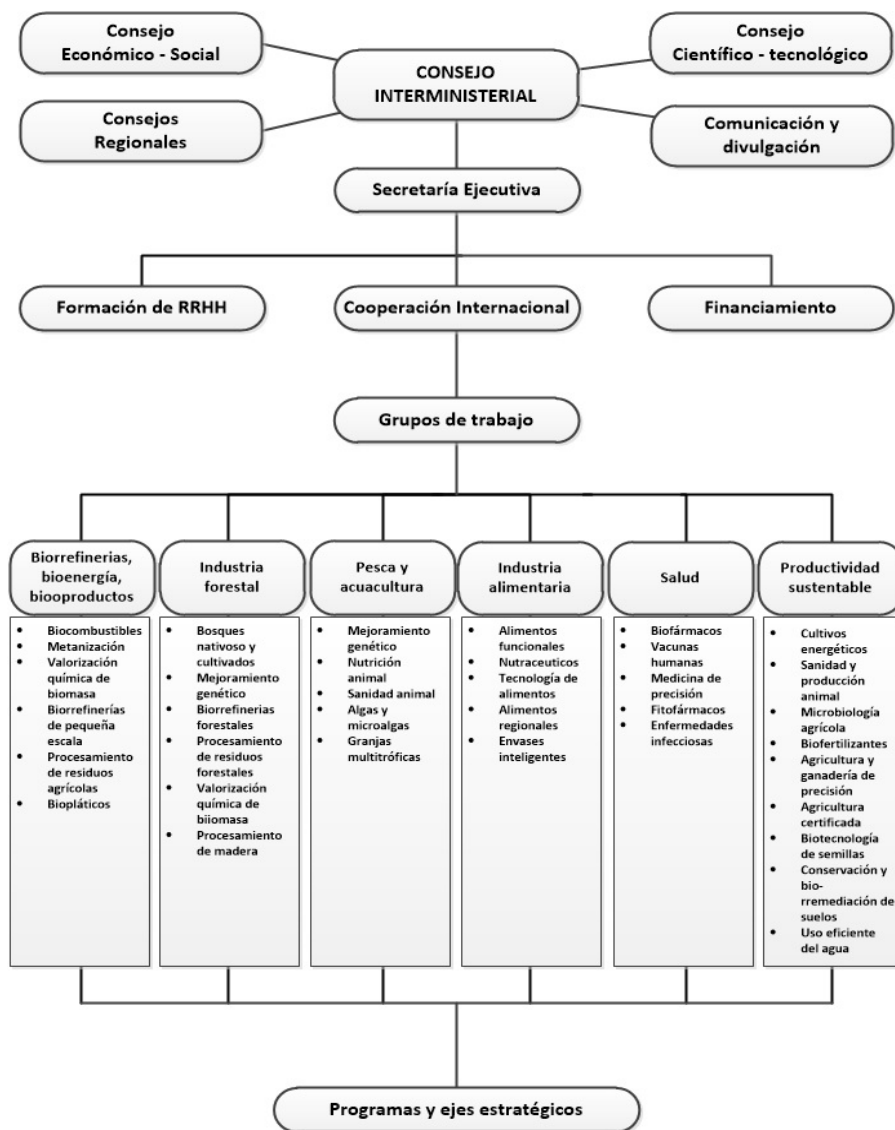 Consejo
Económico - Social
Consejo
Científico - tecnológico
CONSEJO
INTERMINISTERIAL
Consejos
Regionales
Comunicación y
divulgación
Secretaría Ejecutiva
Formación de RRHH
Cooperación Internacional
Financiamiento
Grupos de trabajo
Biorrefinerias,
bioenergía,
biooproductos
Industria
forestal
Pesca y
acuacultura
Industria
alimentaria
Salud
Productividad
sustentable
• Biocombustibles
• Metanización
• Valorización
química de
biomasa
• Biorrefinerías
de pequeña
escala
• Procesamiento
de residuos
agrícolas
• Biopláticos
• Bosques
nativoso y
cultivados
• Mejoramiento
genético
• Biorrefinerias
forestales
• Procesamiento
de residuos
forestales
• Valorización
química de
biiomasa
• Procesamiento
de madera
• Mejoramiento
genético
• Nutrición
animal
• Sanidad animal
• Algas y
microalgas
• Granjas
multitróficas
• Alimentos
funcionales
• Nutraceuticos
• Tecnología de
alimentos
• Alimentos
regionales
• Envases
inteligentes
• Biofármacos
• Vacunas
humanas
• Medicina de
precisión
• Fitofármacos
• Enfermedades
infecciosas
• Cultivos
energéticos
• Sanidad y
producción
animal
• Microbiología
agrícola
• Biofertilizantes
• Agricultura y
ganadería de
precisión
• Agricultura
certificada
• Biotecnología
de semillas
• Conservación y
bio-
rremediación de
suelos
• Uso eficiente
del agua
Programas y ejes estratégicos